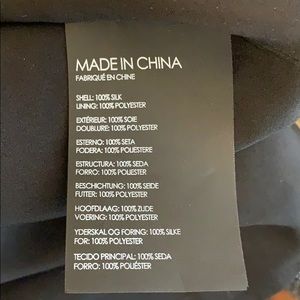 MADE IN CHINA
FABRIQUÉ EN CHINE
SHELL: 100% SILK
LINING: 100% POLYESTER
EXTÉRIEUR: 100% SOIE
DOUBLURE: 100% POLYESTER
ESTERNO: 100% SETA
FODERA: 100% POLIESTERE
ESTRUCTURA: 100% SEDA
FORRO: 100% POLIÉSTER
BESCHICHTUNG: 100% SEIDE
FUTTER: 100% POLYESTER
HOOFDLAAG: 100% ZIJDE
VOERING: 100% POLYESTER
YDERSKAL OG FORING: 100% SILKE
FOR: 100% POLYESTER
TECIDO PRINCIPAL: 100% SEDA
FORRO: 100% POLIÉSTER